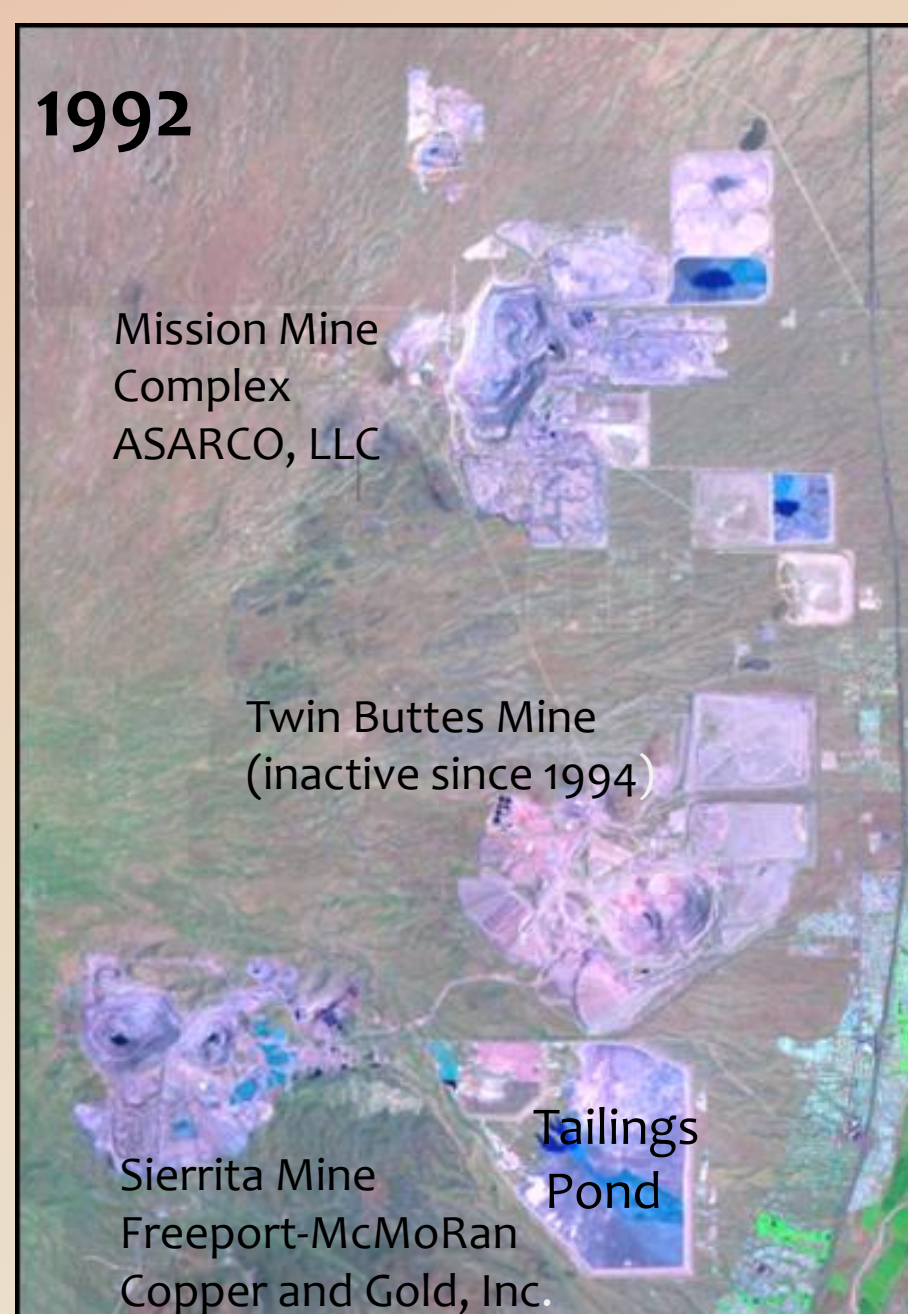 1992
Mission Mine
Complex
ASARCO, LLC
Twin Buttes Mine
(inactive since 1994)
Tailings
Pond
Sierrita Mine
Freeport-McMoRan
Copper and Gold, Inc.